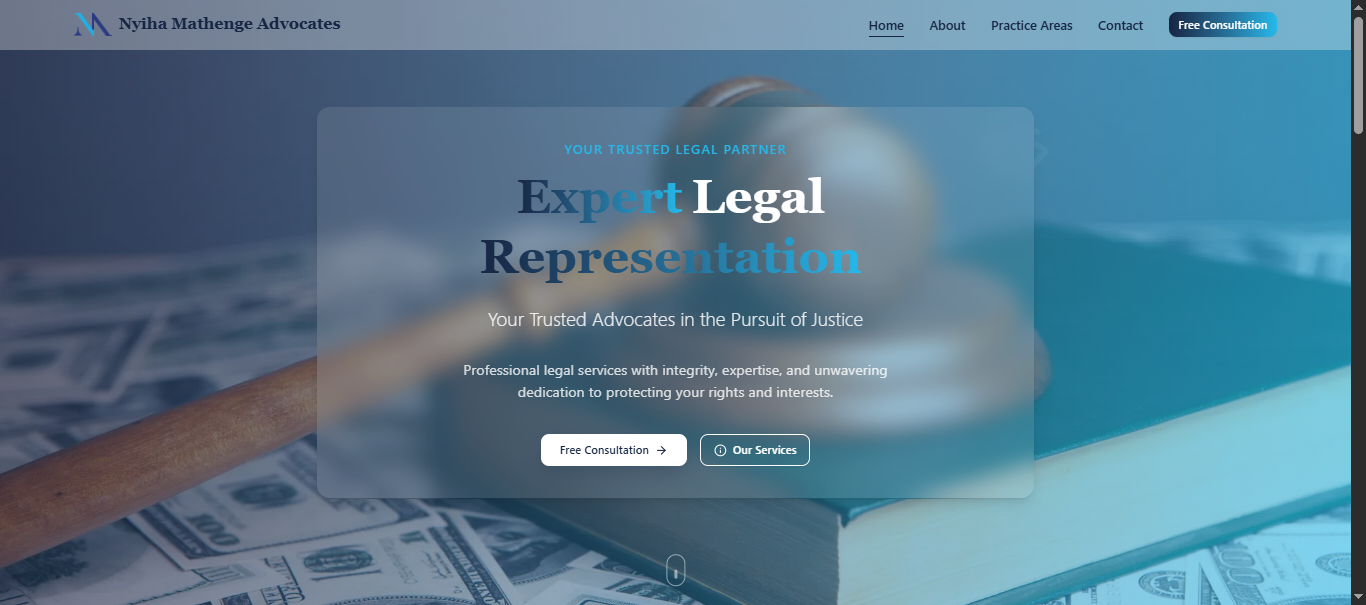 Nyiha Mathenge Advocates
Home
About
Practice Areas
Contact
Free Consultation
YOUR TRUSTED LEGAL PARTNER
Expert Legal
Representation
Your Trusted Advocates in the Pursuit of Justice
Professional legal services with integrity, expertise, and unwavering
dedication to protecting your rights and interests.
Free Consultation
Our Services
100